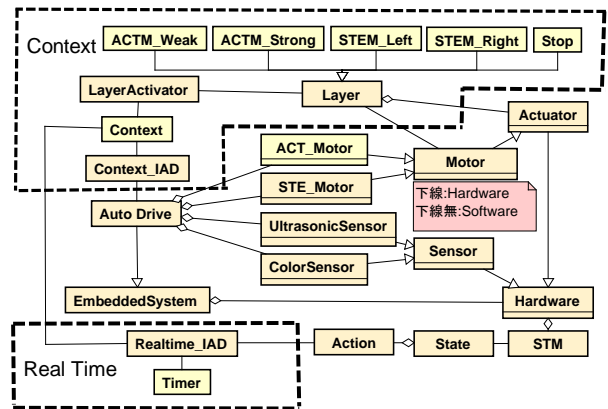 ACTM_Weak
ACTM_Strong
STEM_Left
STEM_Right
Stop
Context
LayerActivator
Layer
Actuator
Context
ACT_Motor
Context_IAD
Motor
STE_Motor
下線:Hardware
下線無:Software
Auto Drive
UltrasonicSensor
Sensor
ColorSensor
EmbeddedSystem
Hardware
Realtime_IAD
Action
State
STM
Real Time
Timer